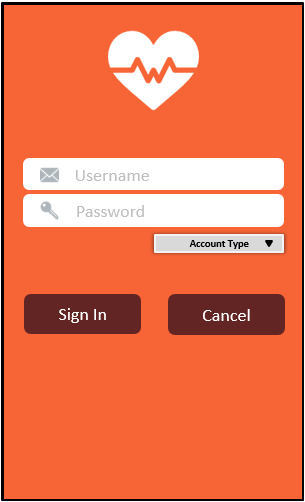 Username
Password
Account Type
Sign In
Cancel